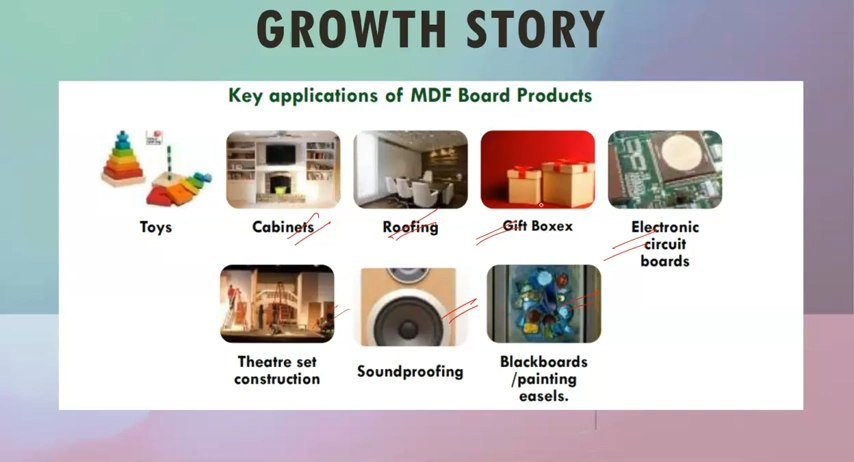 GROWTH STORY
Key applications of MDF Board Products
Toys
Cabinets
Roofing
Gift Boxex
Electronic
circuit
boards
Theatre set
construction
Soundproofing
Blackboards
/painting
easels.